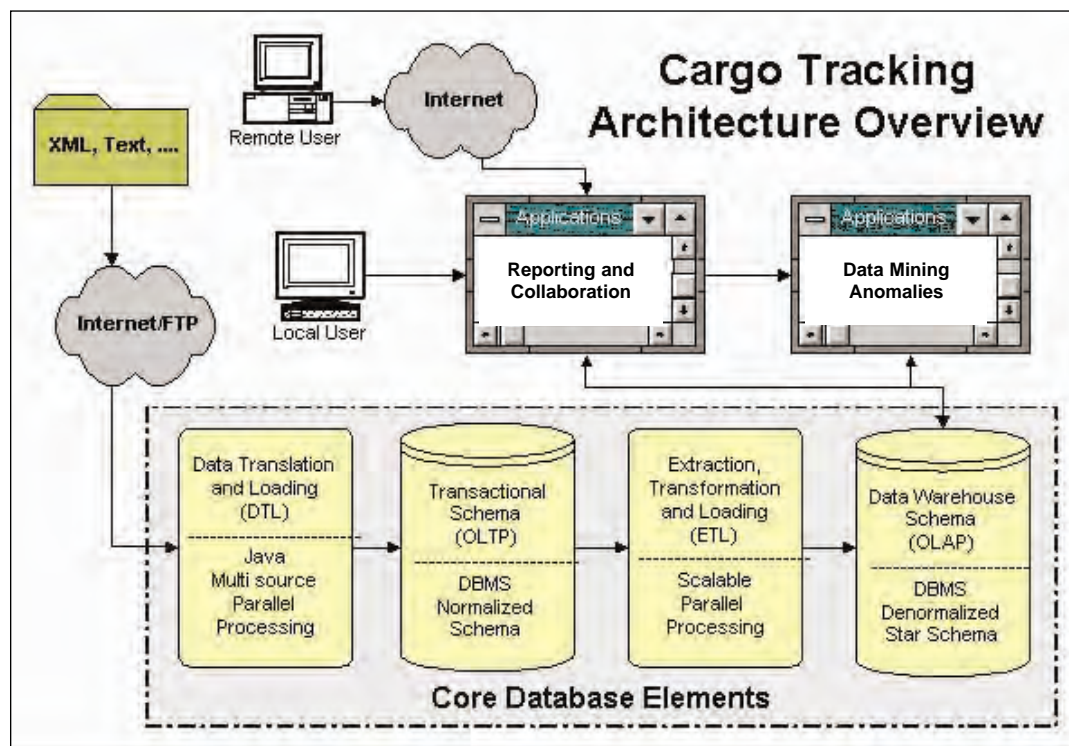 Cargo Tracking
Architecture Overview
XML, Text, ....
Remote User
Internet
Internet/FTP
Local User
Applications
Reporting and
Collaboration
Applications
Data Mining
Anomalies
Data Translation
and Loading
(DTL)
Java
Multi source
Parallel
Processing
Transactional
Schema
(OLTP)
DBMS
Normalized
Schema
Extraction,
Transformation
and Loading
(ETL)
Scalable
Parallel
Processing
Data Warehouse
Schema
(OLAP)
DBMS
Denormalized
Star Schema
Core Database Elements